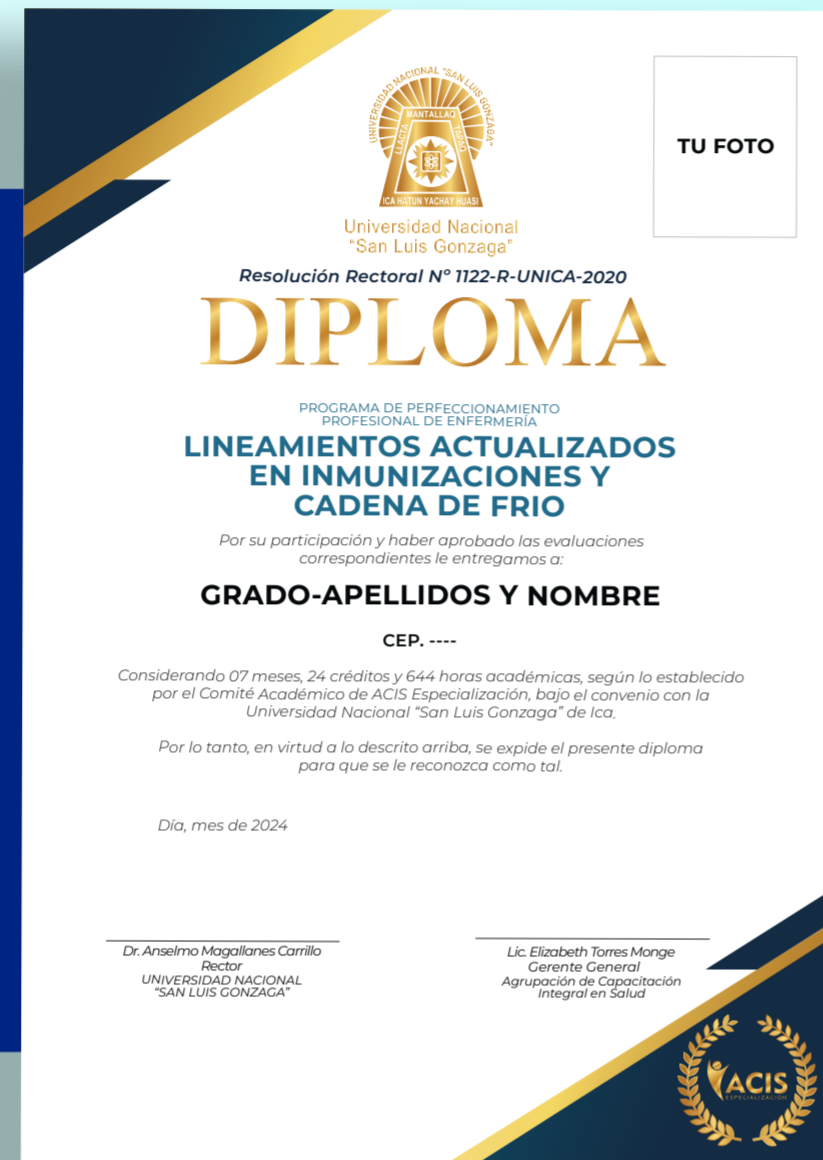 UNIVERSIDAD NACIONAL "SAN LUIS GONZAGA"
MANTALLAQ
LLACTA
ICA HATUN YACHAY HUASI
Universidad Nacional
"San Luis Gonzaga"
TU FOTO
Resolución Rectoral Nº 1122-R-UNICA-2020
DIPLOMA
PROGRAMA DE PERFECCIONAMIENTO
PROFESIONAL DE ENFERMERÍA
LINEAMIENTOS ACTUALIZADOS
EN INMUNIZACIONES Y
CADENA DE FRIO
Por su participación y haber aprobado las evaluaciones
correspondientes le entregamos a:
GRADO-APELLIDOS Y NOMBRE
CEP. ----
Considerando 07 meses, 24 créditos y 644 horas académicas, según lo establecido
por el Comité Académico de ACIS Especialización, bajo el convenio con la
Universidad Nacional "San Luis Gonzaga" de Ica.
Por lo tanto, en virtud a lo descrito arriba, se expide el presente diploma
para que se le reconozca como tal.
Día, mes de 2024
Dr. Anselmo Magallanes Carrillo
Rector
UNIVERSIDAD NACIONAL
"SAN LUIS GONZAGA"
Lic. Elizabeth Torres Monge
Gerente General
Agrupación de Capacitación
Integral en Salud
ACIS
ESPECIALIZACIÓN